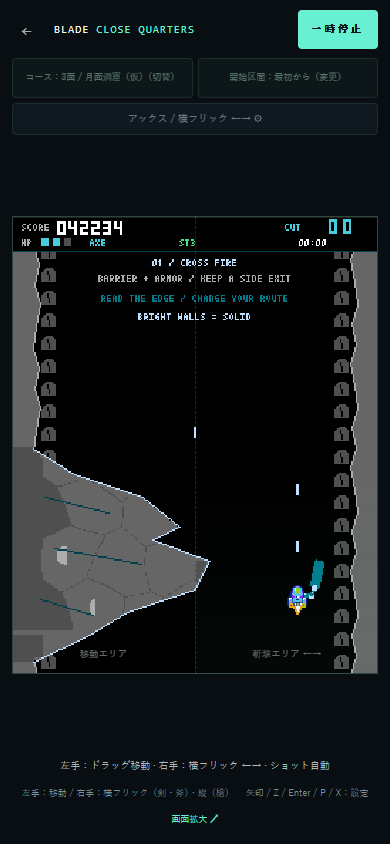 ← BLADE CLOSE QUARTERS
一時停止
コース：3面 / 月面洞窟（仮）（切替）
開始区間：最初から（変更）
アックス / 横フリック ←→ ⚙
SCORE 042234 CUT 00
HP AXE ST3 00:00
01 / CROSS FIRE
BARRIER + ARMOR / KEEP A SIDE EXIT
READ THE EDGE / CHANGE YOUR ROUTE
BRIGHT WALLS = SOLID
移動エリア
斬撃エリア ←→
左手：ドラッグ移動・右手：横フリック ←→・ショット自動
左手：移動 / 右手：横フリック（剣・斧）・縦（槍）
矢印 / Z / Enter / P / X：設定
画面拡大 ⤢